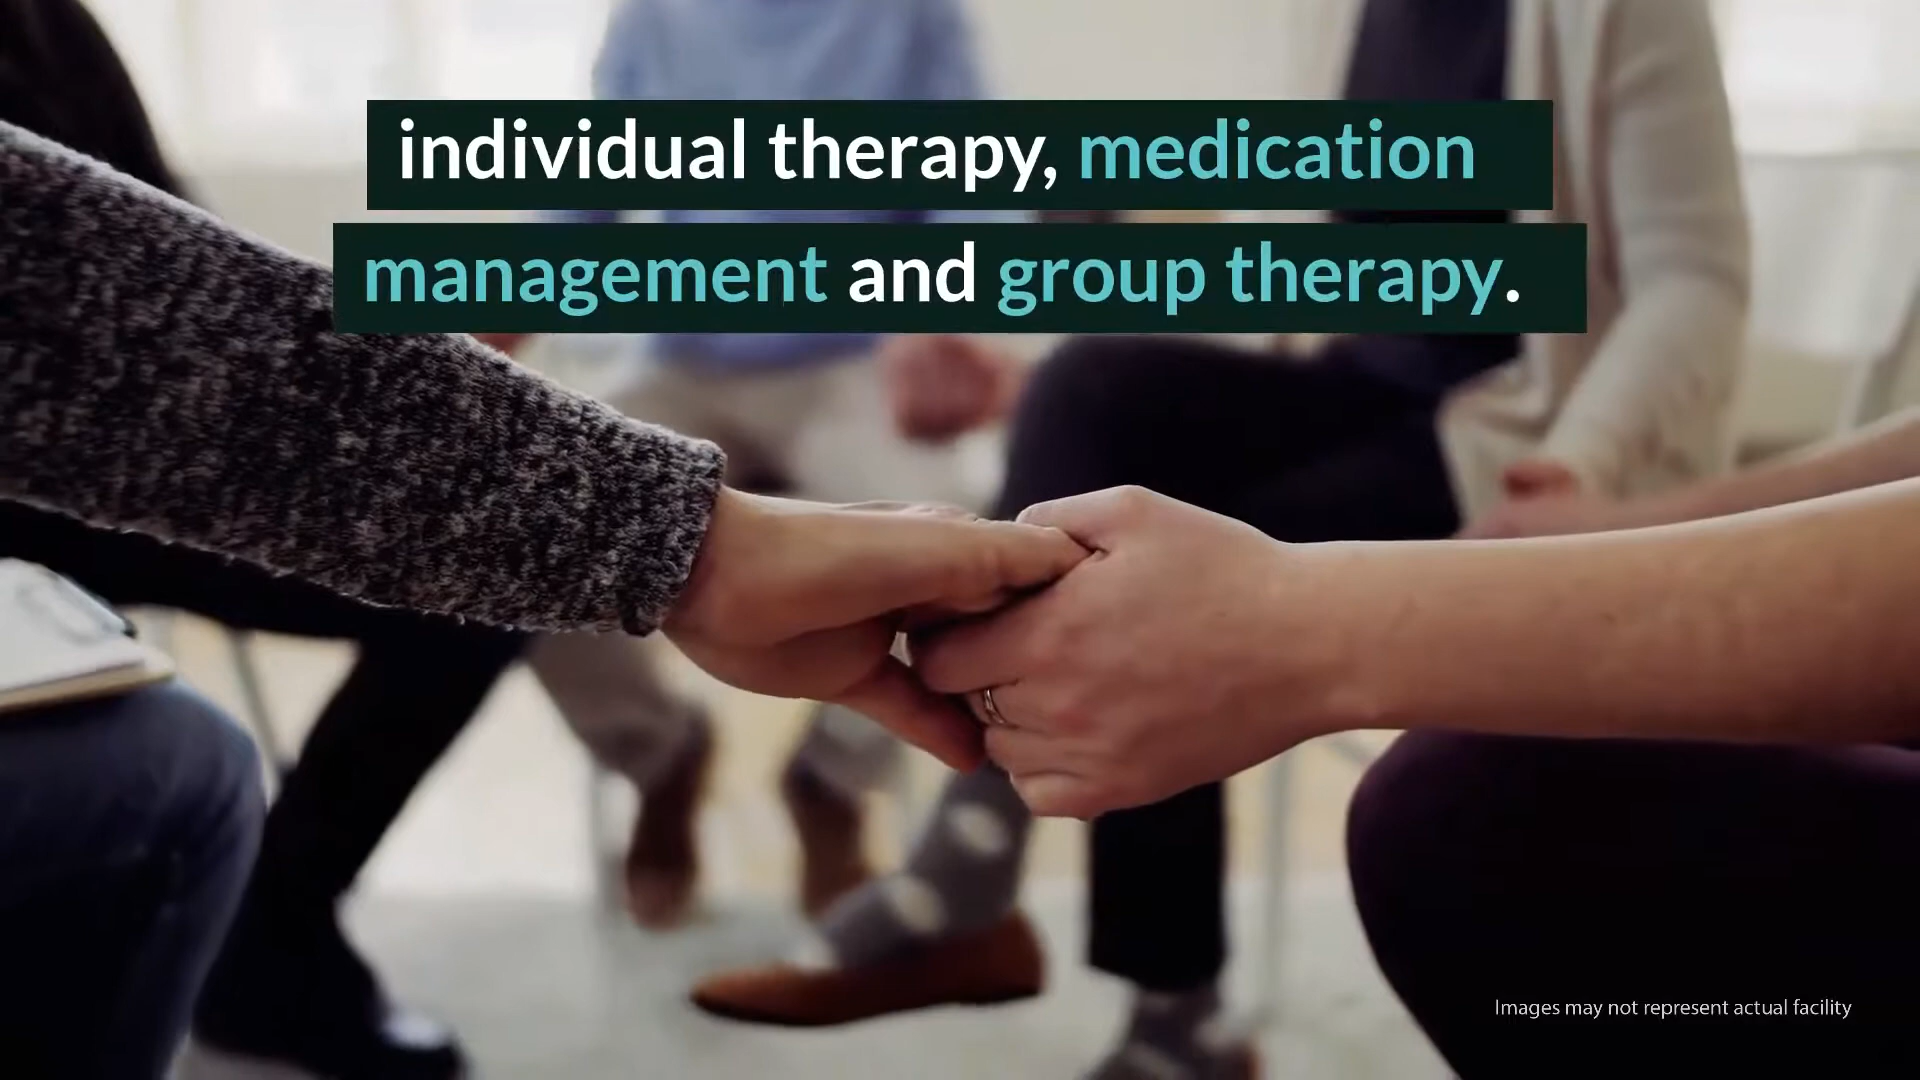 individual therapy, medication
management and group therapy.
Images may not represent actual facility